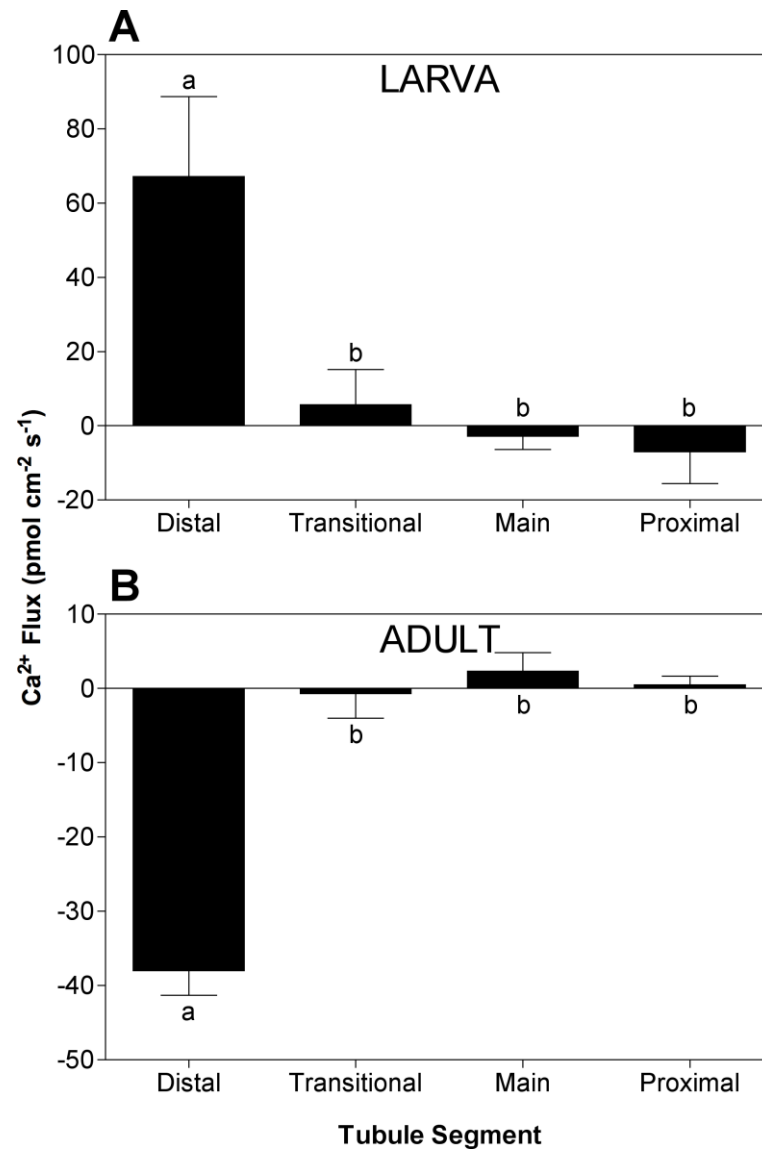 A
LARVA
100
80
60
40
20
0
-20
a
b
b
b
Distal Transitional Main Proximal
Ca²⁺ Flux (pmol cm⁻² s⁻¹)
B
ADULT
10
0
-10
-20
-30
-40
-50
a
b
b
b
Distal Transitional Main Proximal
Tubule Segment